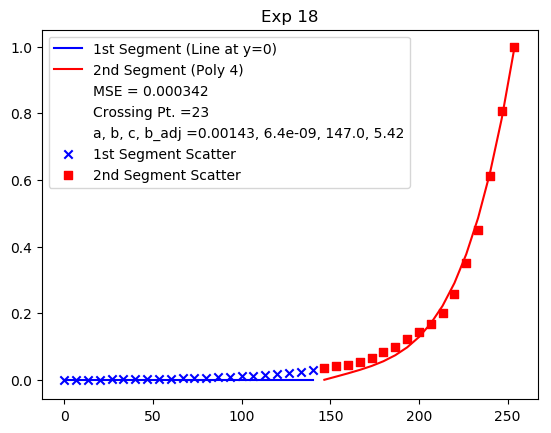 Exp 18
1st Segment (Line at y=0)
2nd Segment (Poly 4)
MSE = 0.000342
Crossing Pt. =23
a, b, c, b_adj =0.00143, 6.4e-09, 147.0, 5.42
1st Segment Scatter
2nd Segment Scatter
1.0
0.8
0.6
0.4
0.2
0.0
0 50 100 150 200 250